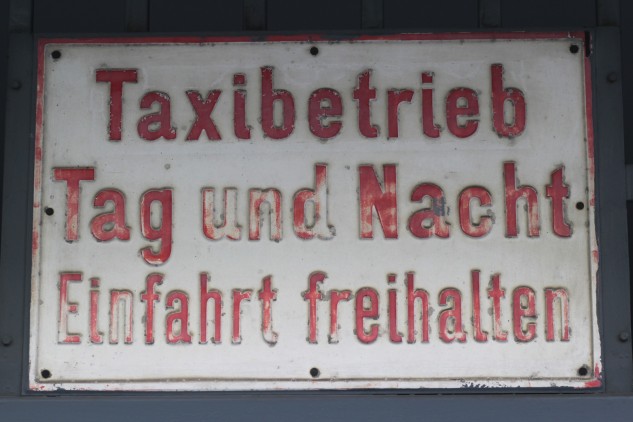 Taxibetrieb
Tag und Nacht
Einfahrt freihalten